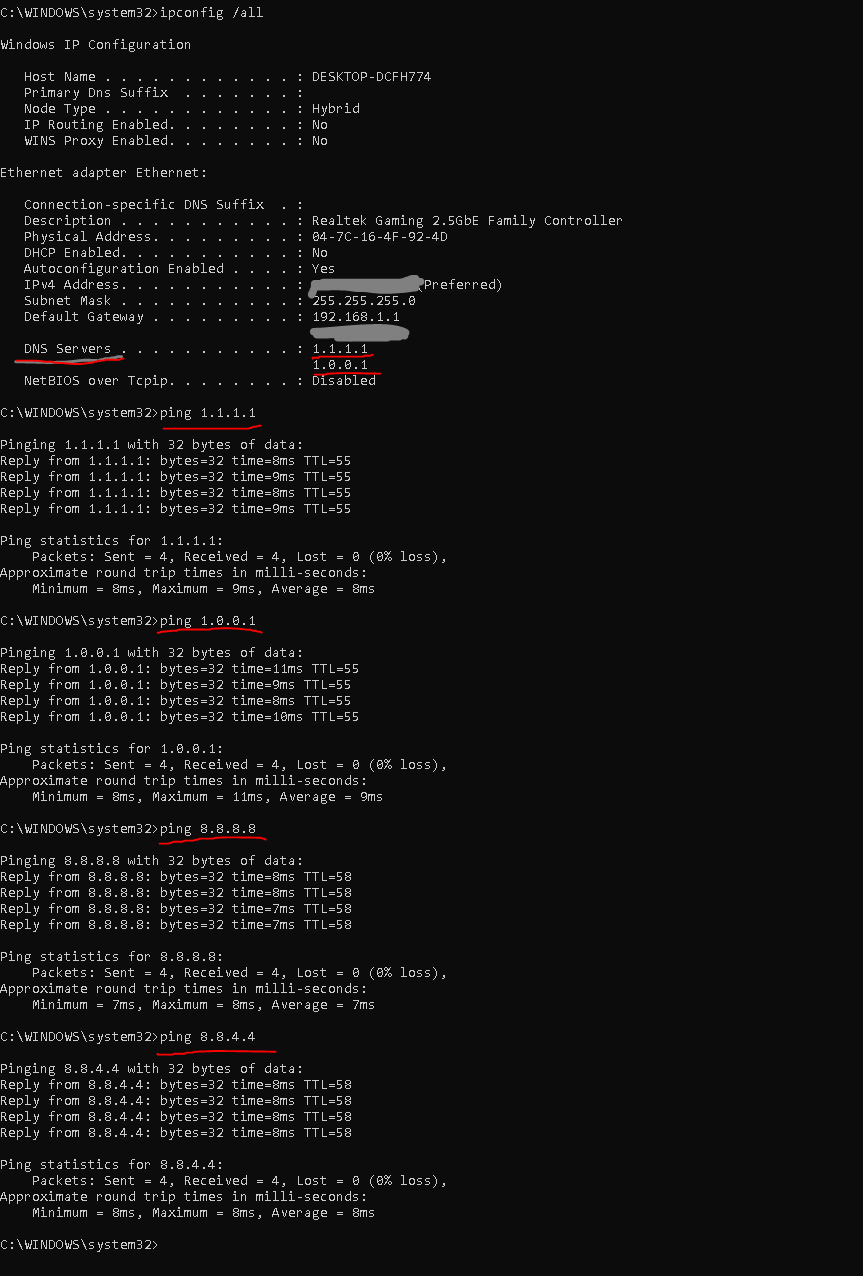 C:\WINDOWS\system32>ipconfig /all
Windows IP Configuration
Host Name . . . . . . . . . . . . : DESKTOP-DCFH774
Primary Dns Suffix  . . . . . . . :
Node Type . . . . . . . . . . . . : Hybrid
IP Routing Enabled. . . . . . . . : No
WINS Proxy Enabled. . . . . . . . : No
Ethernet adapter Ethernet:
Connection-specific DNS Suffix  . :
Description . . . . . . . . . . . : Realtek Gaming 2.5GbE Family Controller
Physical Address. . . . . . . . . : 04-7C-16-4F-92-4D
DHCP Enabled. . . . . . . . . . . : No
Autoconfiguration Enabled . . . . : Yes
IPv4 Address. . . . . . . . . . . : (Preferred)
Subnet Mask . . . . . . . . . . . : 255.255.255.0
Default Gateway . . . . . . . . . : 192.168.1.1
DNS Servers . . . . . . . . . . . : 1.1.1.1
1.0.0.1
NetBIOS over Tcpip. . . . . . . . : Disabled
C:\WINDOWS\system32>ping 1.1.1.1
Pinging 1.1.1.1 with 32 bytes of data:
Reply from 1.1.1.1: bytes=32 time=8ms TTL=55
Reply from 1.1.1.1: bytes=32 time=9ms TTL=55
Reply from 1.1.1.1: bytes=32 time=8ms TTL=55
Reply from 1.1.1.1: bytes=32 time=9ms TTL=55
Ping statistics for 1.1.1.1:
Packets: Sent = 4, Received = 4, Lost = 0 (0% loss),
Approximate round trip times in milli-seconds:
Minimum = 8ms, Maximum = 9ms, Average = 8ms
C:\WINDOWS\system32>ping 1.0.0.1
Pinging 1.0.0.1 with 32 bytes of data:
Reply from 1.0.0.1: bytes=32 time=11ms TTL=55
Reply from 1.0.0.1: bytes=32 time=9ms TTL=55
Reply from 1.0.0.1: bytes=32 time=8ms TTL=55
Reply from 1.0.0.1: bytes=32 time=10ms TTL=55
Ping statistics for 1.0.0.1:
Packets: Sent = 4, Received = 4, Lost = 0 (0% loss),
Approximate round trip times in milli-seconds:
Minimum = 8ms, Maximum = 11ms, Average = 9ms
C:\WINDOWS\system32>ping 8.8.8.8
Pinging 8.8.8.8 with 32 bytes of data:
Reply from 8.8.8.8: bytes=32 time=8ms TTL=58
Reply from 8.8.8.8: bytes=32 time=8ms TTL=58
Reply from 8.8.8.8: bytes=32 time=7ms TTL=58
Reply from 8.8.8.8: bytes=32 time=7ms TTL=58
Ping statistics for 8.8.8.8:
Packets: Sent = 4, Received = 4, Lost = 0 (0% loss),
Approximate round trip times in milli-seconds:
Minimum = 7ms, Maximum = 8ms, Average = 7ms
C:\WINDOWS\system32>ping 8.8.4.4
Pinging 8.8.4.4 with 32 bytes of data:
Reply from 8.8.4.4: bytes=32 time=8ms TTL=58
Reply from 8.8.4.4: bytes=32 time=8ms TTL=58
Reply from 8.8.4.4: bytes=32 time=8ms TTL=58
Reply from 8.8.4.4: bytes=32 time=8ms TTL=58
Ping statistics for 8.8.4.4:
Packets: Sent = 4, Received = 4, Lost = 0 (0% loss),
Approximate round trip times in milli-seconds:
Minimum = 8ms, Maximum = 8ms, Average = 8ms
C:\WINDOWS\system32>